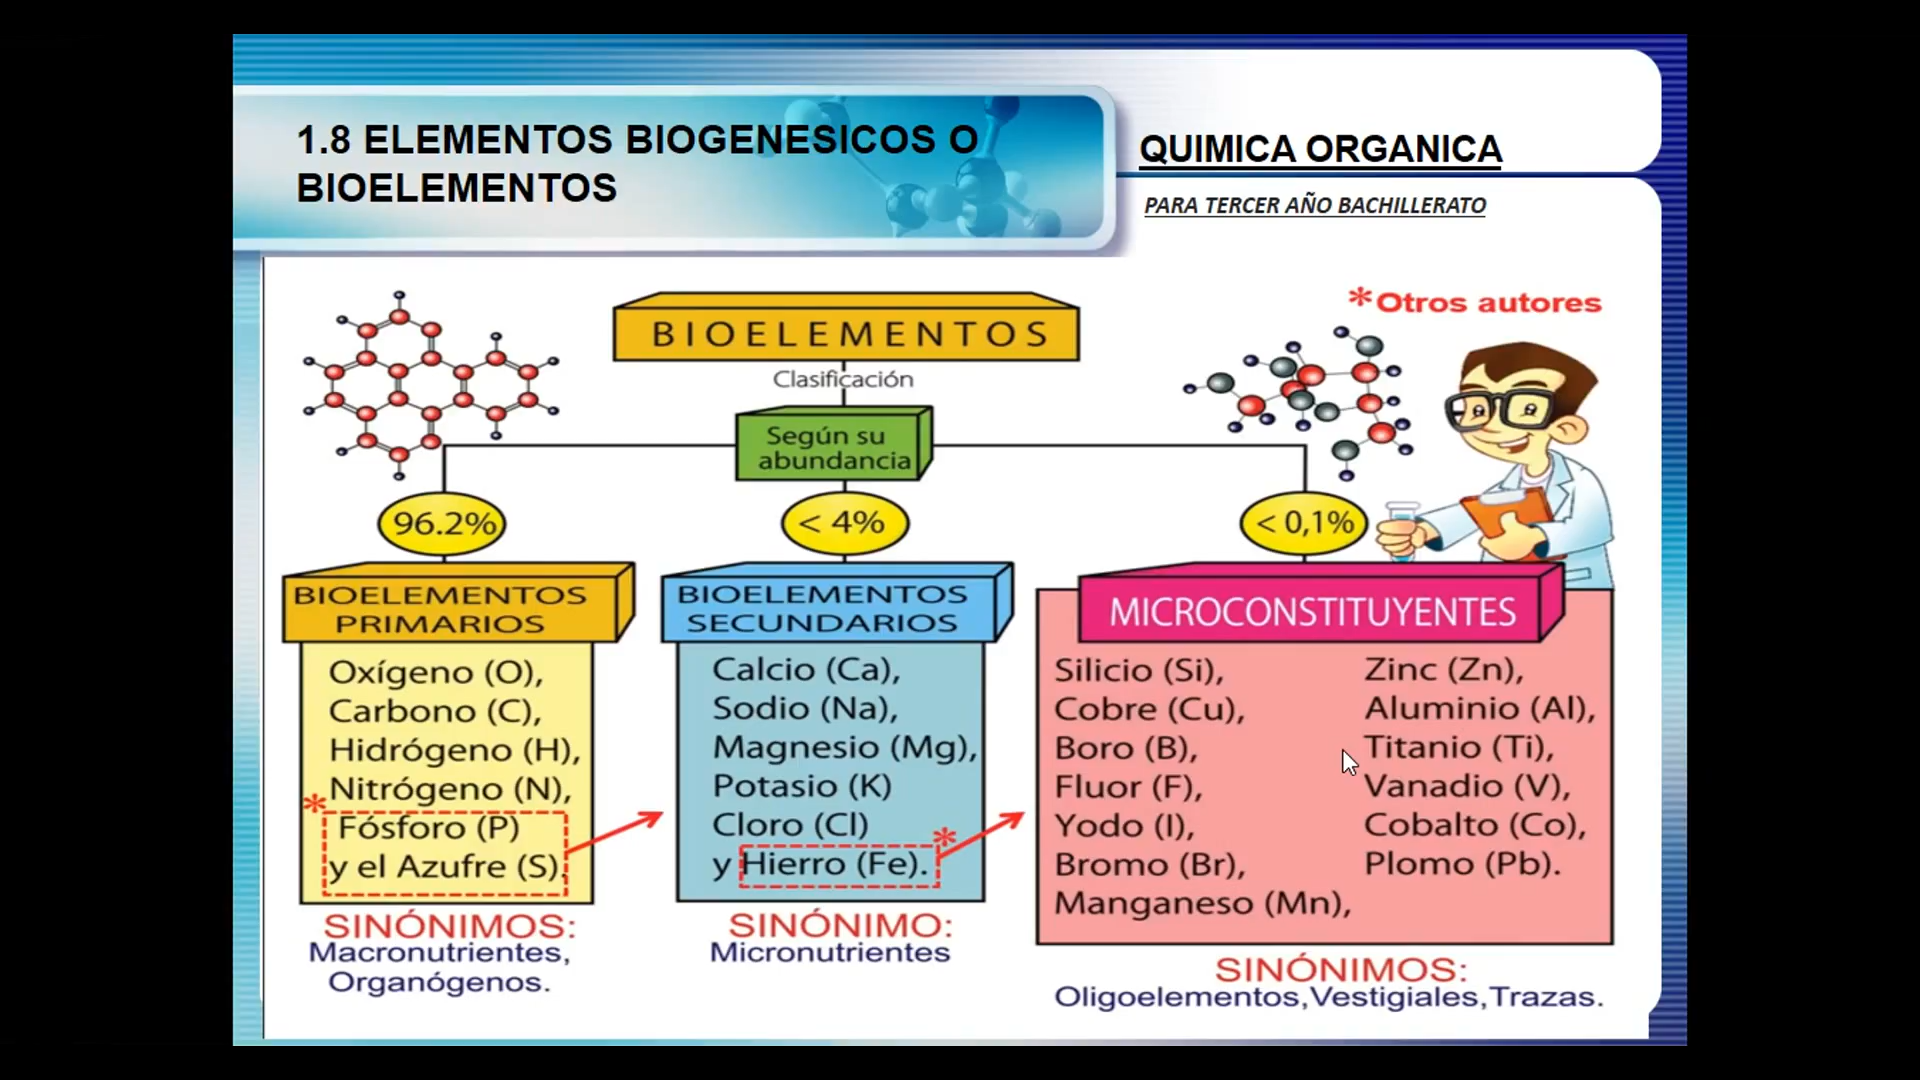 1.8 ELEMENTOS BIOGENESICOS O
BIOELEMENTOS
QUIMICA ORGANICA
PARA TERCER AÑO BACHILLERATO
*Otros autores
BIOELEMENTOS
Clasificación
Según su
abundancia
96.2%
< 4%
< 0,1%
BIOELEMENTOS
PRIMARIOS
Oxígeno (O),
Carbono (C),
Hidrógeno (H),
Nitrógeno (N),
*
Fósforo (P)
y el Azufre (S).
SINÓNIMOS:
Macronutrientes,
Organógenos.
BIOELEMENTOS
SECUNDARIOS
Calcio (Ca),
Sodio (Na),
Magnesio (Mg),
Potasio (K)
Cloro (Cl)
*
y Hierro (Fe).
SINÓNIMO:
Micronutrientes
MICROCONSTITUYENTES
Silicio (Si),
Cobre (Cu),
Boro (B),
Fluor (F),
Yodo (I),
Bromo (Br),
Manganeso (Mn),
Zinc (Zn),
Aluminio (Al),
Titanio (Ti),
Vanadio (V),
Cobalto (Co),
Plomo (Pb).
SINÓNIMOS:
Oligoelementos,Vestigiales,Trazas.